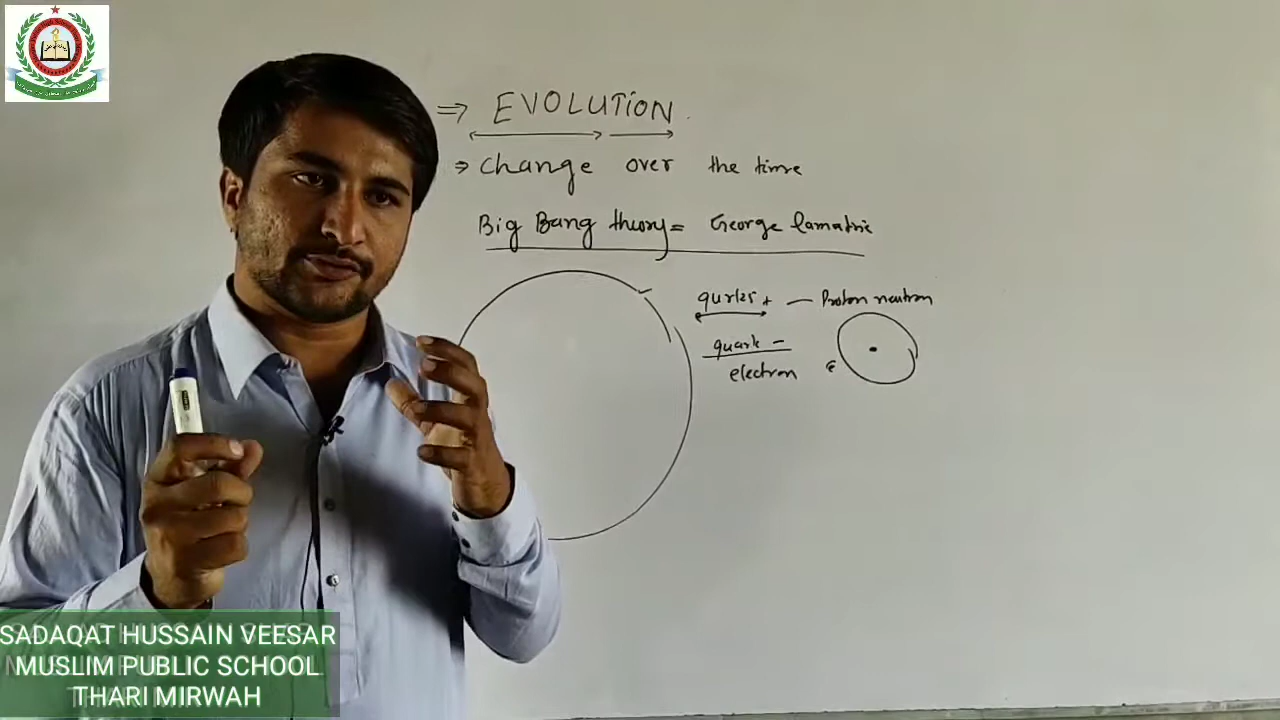 ⇒ EVOLUTION
⇒ change over the time
Big Bang theory = George lamatrie
qurks + — Proton neutron
quark −
electron
e
SADAQAT HUSSAIN VEESAR
MUSLIM PUBLIC SCHOOL
THARI MIRWAH